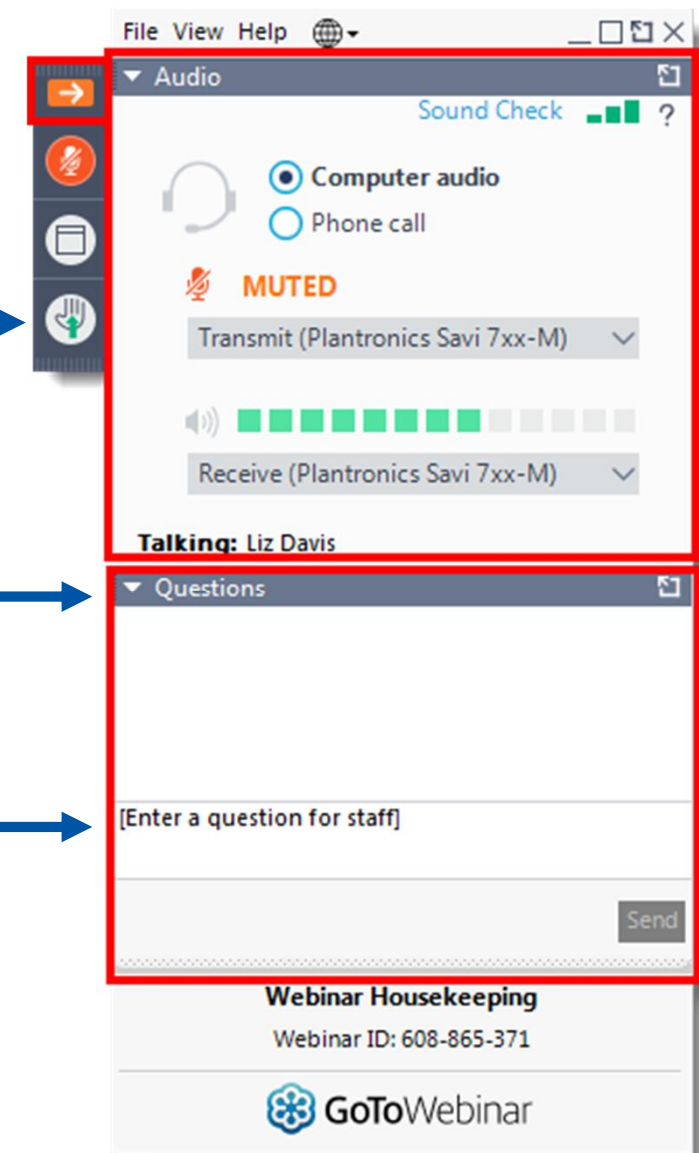 File View Help
Audio
Sound Check ?
Computer audio
Phone call
MUTED
Transmit (Plantronics Savi 7xx-M)
Receive (Plantronics Savi 7xx-M)
Talking: Liz Davis
Questions
[Enter a question for staff]
Send
Webinar Housekeeping
Webinar ID: 608-865-371
GoToWebinar